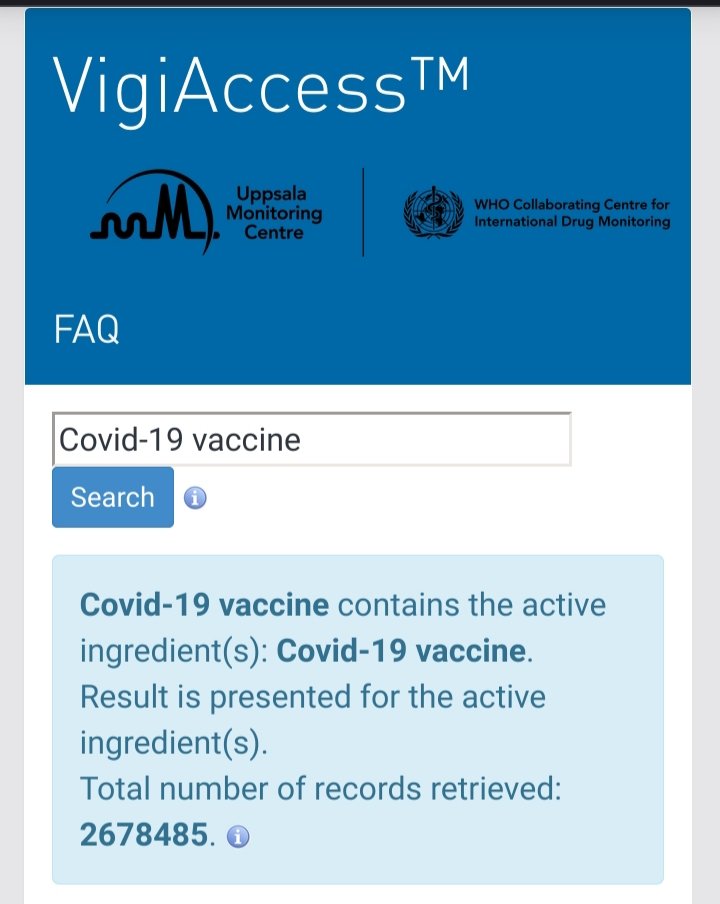 VigiAccess™
Uppsala
Monitoring
Centre
WHO Collaborating Centre for
International Drug Monitoring
FAQ
Covid-19 vaccine
Search
Covid-19 vaccine contains the active
ingredient(s): Covid-19 vaccine.
Result is presented for the active
ingredient(s).
Total number of records retrieved:
2678485.